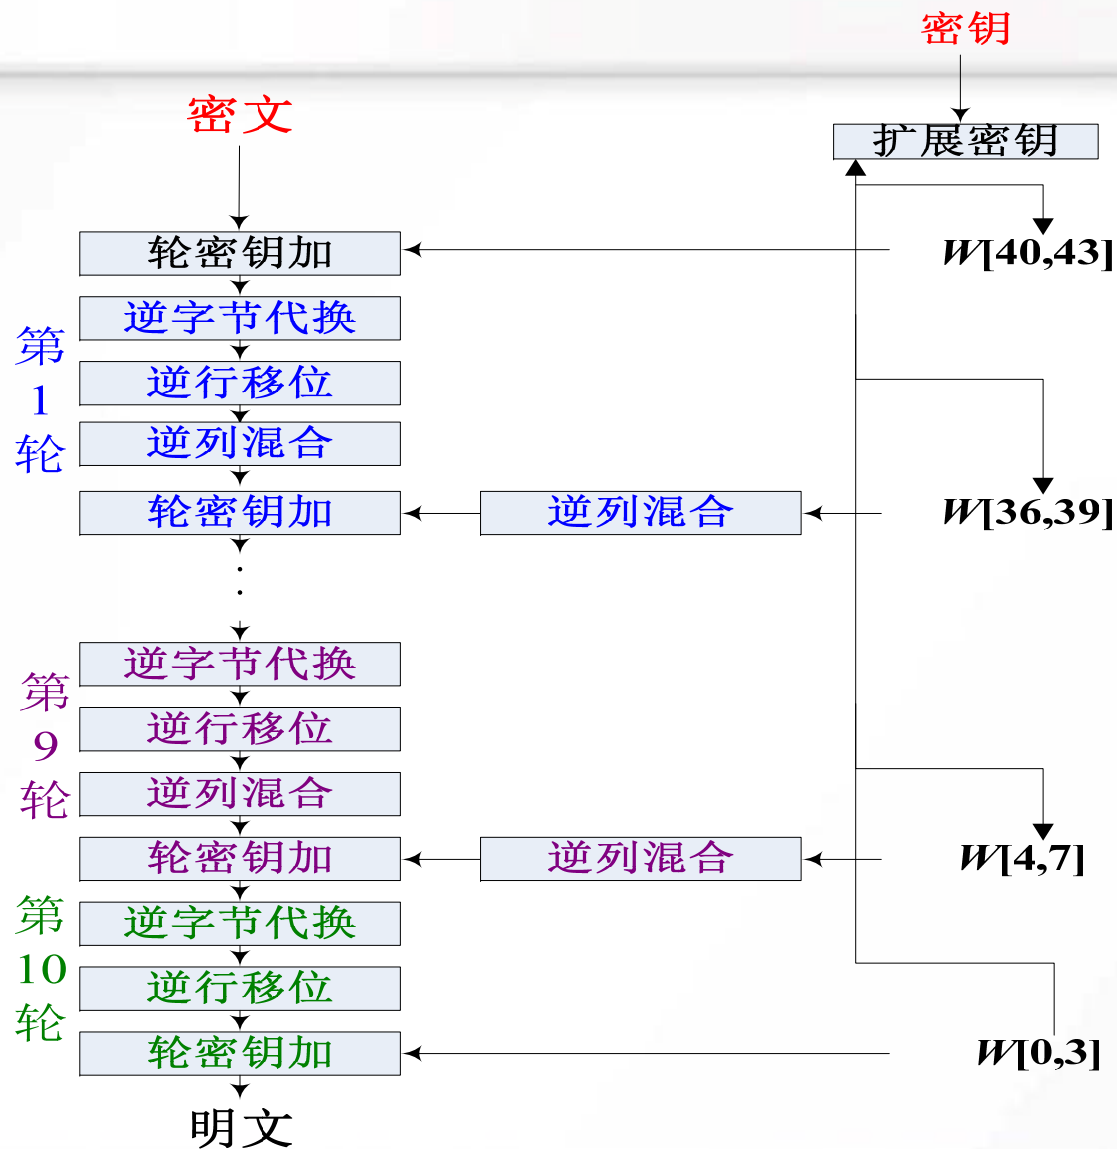 密钥
密文
扩展密钥
轮密钥加
W[40,43]
第1轮
逆字节代换
逆行移位
逆列混合
轮密钥加
逆列混合
W[36,39]
第9轮
逆字节代换
逆行移位
逆列混合
轮密钥加
逆列混合
W[4,7]
第10轮
逆字节代换
逆行移位
轮密钥加
W[0,3]
明文